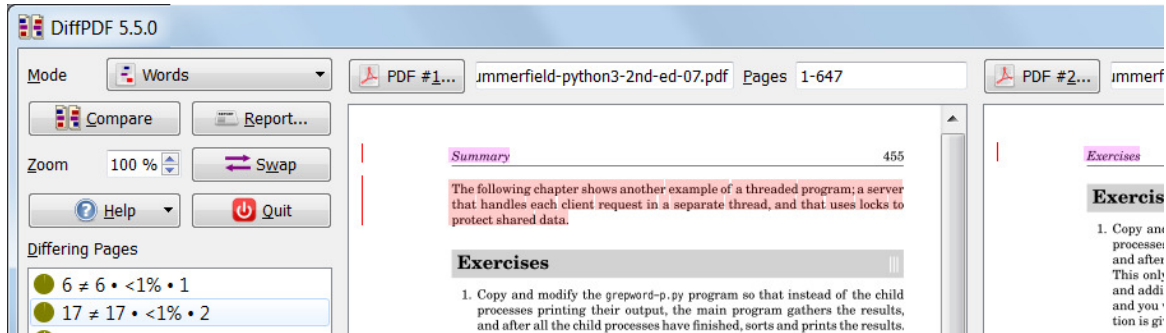 DiffPDF 5.5.0
Mode Words PDF #1... ummerfield-python3-2nd-ed-07.pdf Pages 1-647 PDF #2...
Compare Report...
Zoom 100 % Swap
Help Quit
Differing Pages
6 ≠ 6 • <1% • 1
17 ≠ 17 • <1% • 2
Summary 455
The following chapter shows another example of a threaded program; a server
that handles each client request in a separate thread, and that uses locks to
protect shared data.
Exercises
1. Copy and modify the grepword-p.py program so that instead of the child
processes printing their output, the main program gathers the results,
and after all the child processes have finished, sorts and prints the results.
Exercises
Exercis
1. Copy and
processes
and after
This only
and addi
and you
tion is gi